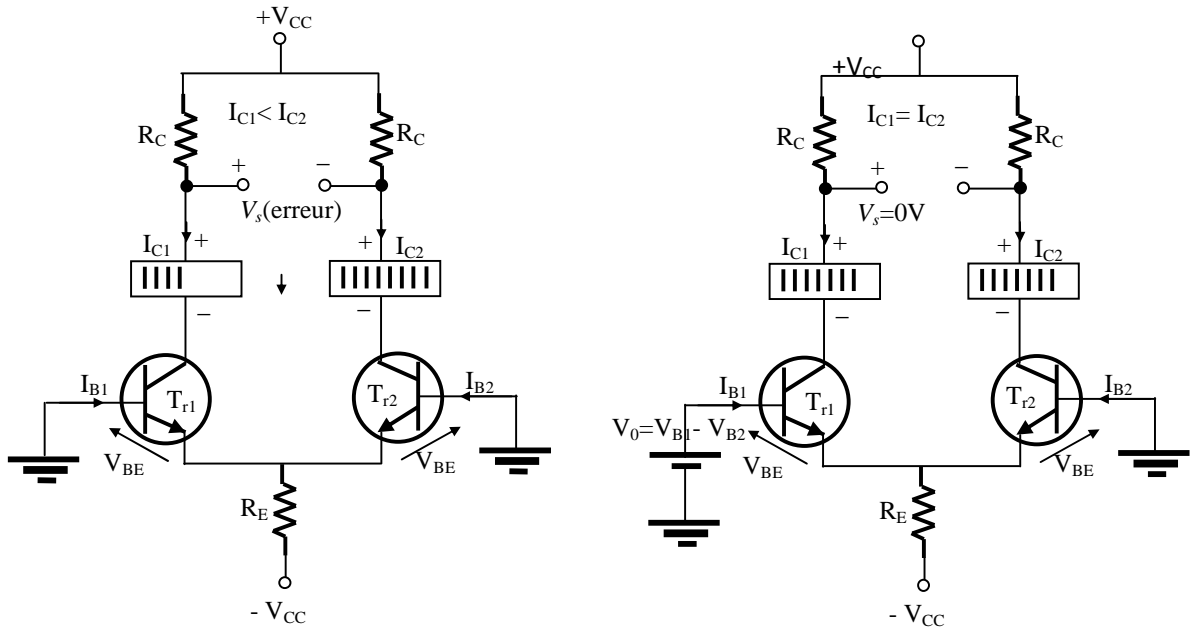 +V_CC
I_C1< I_C2
R_C
R_C
+
−
V_s(erreur)
I_C1
+
+
I_C2
−
−
I_B1
T_r1
T_r2
I_B2
V_BE
V_BE
R_E
- V_CC
+V_CC
I_C1= I_C2
R_C
R_C
+
−
V_s=0V
I_C1
+
+
I_C2
−
−
I_B1
T_r1
T_r2
I_B2
V_0=V_B1- V_B2
V_BE
V_BE
R_E
- V_CC